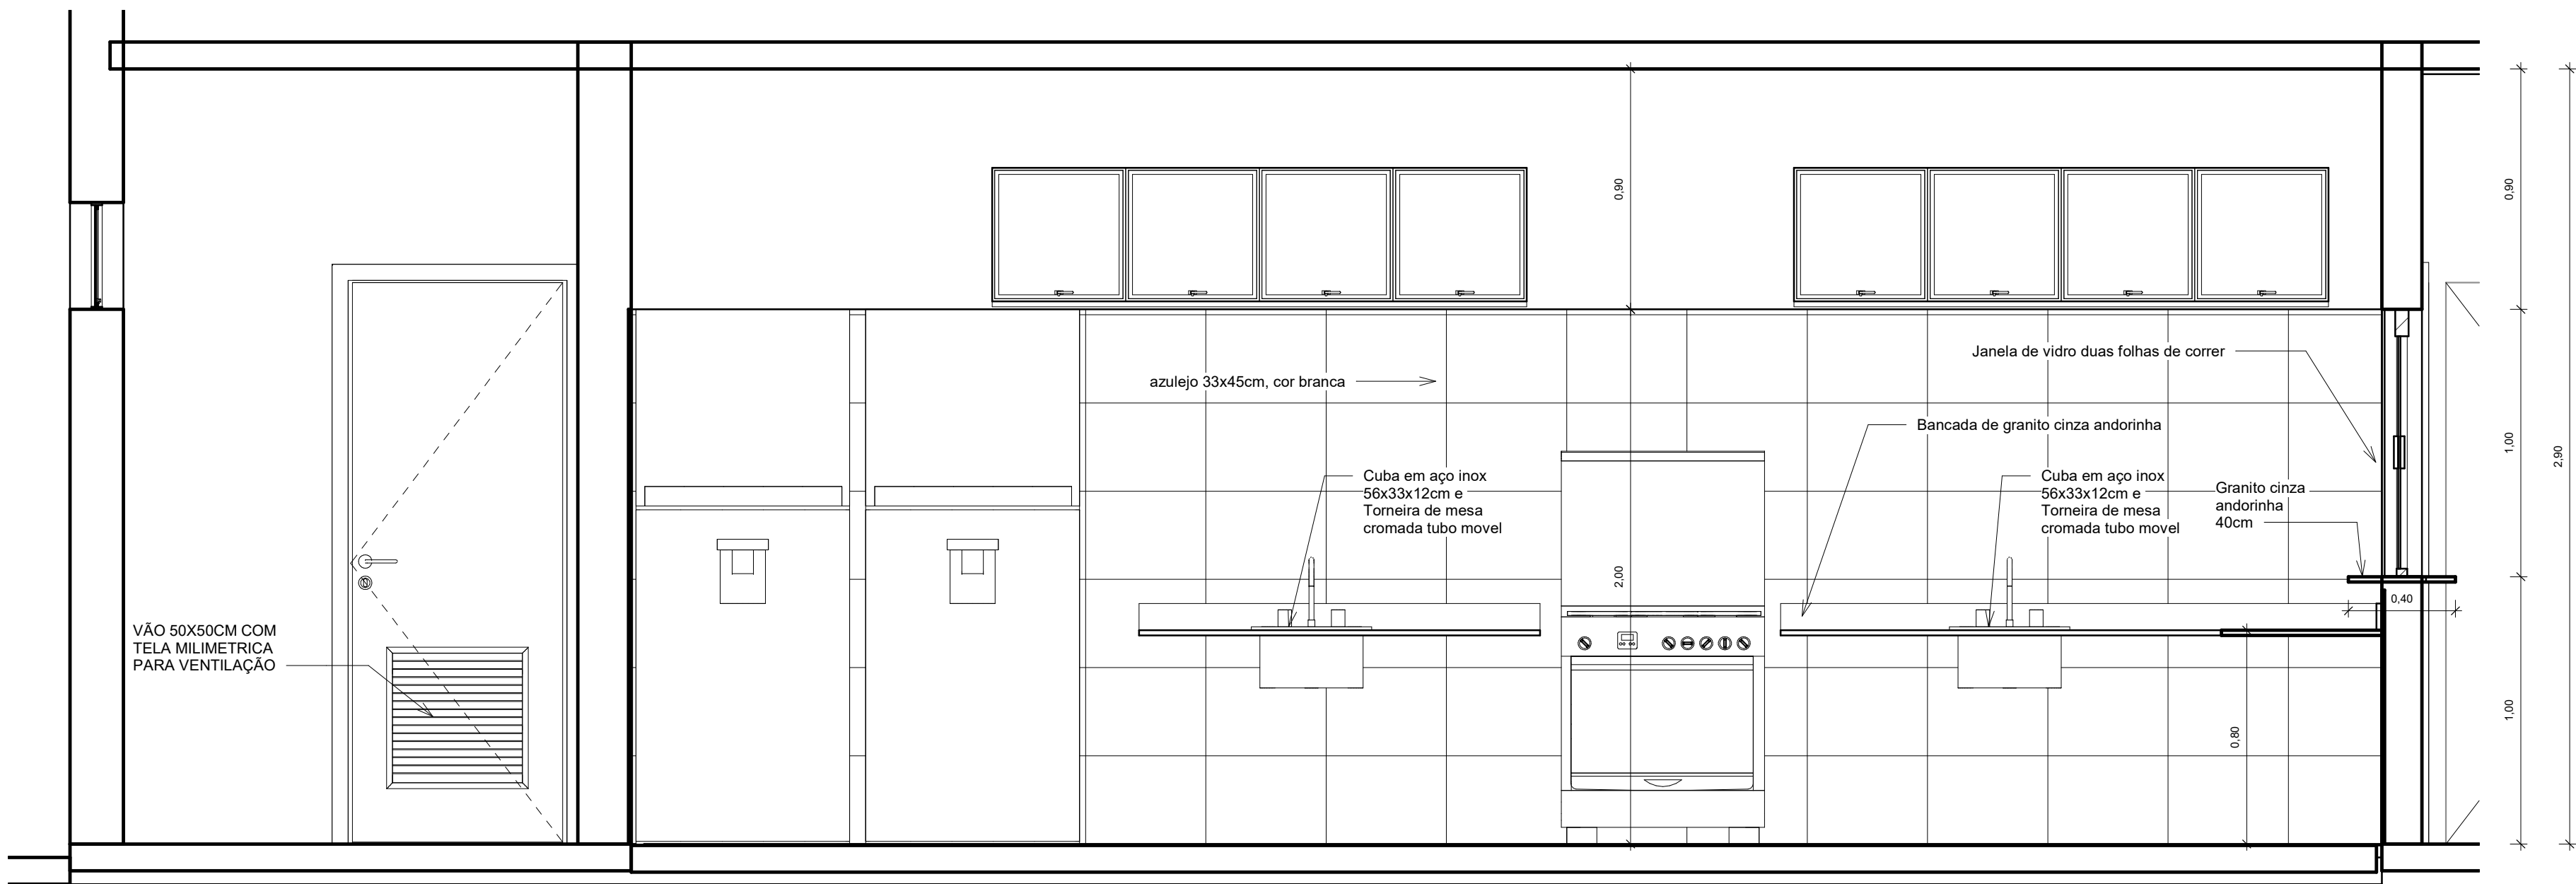 0,90
0,90
Janela de vidro duas folhas de correr
azulejo 33x45cm, cor branca
Bancada de granito cinza andorinha
1,00
2,90
Cuba em aço inox
56x33x12cm e
Torneira de mesa
cromada tubo movel
Cuba em aço inox
56x33x12cm e
Torneira de mesa
cromada tubo movel
Granito cinza
andorinha
40cm
2,00
0,40
VÃO 50X50CM COM
TELA MILIMETRICA
PARA VENTILAÇÃO
1,00
0,80